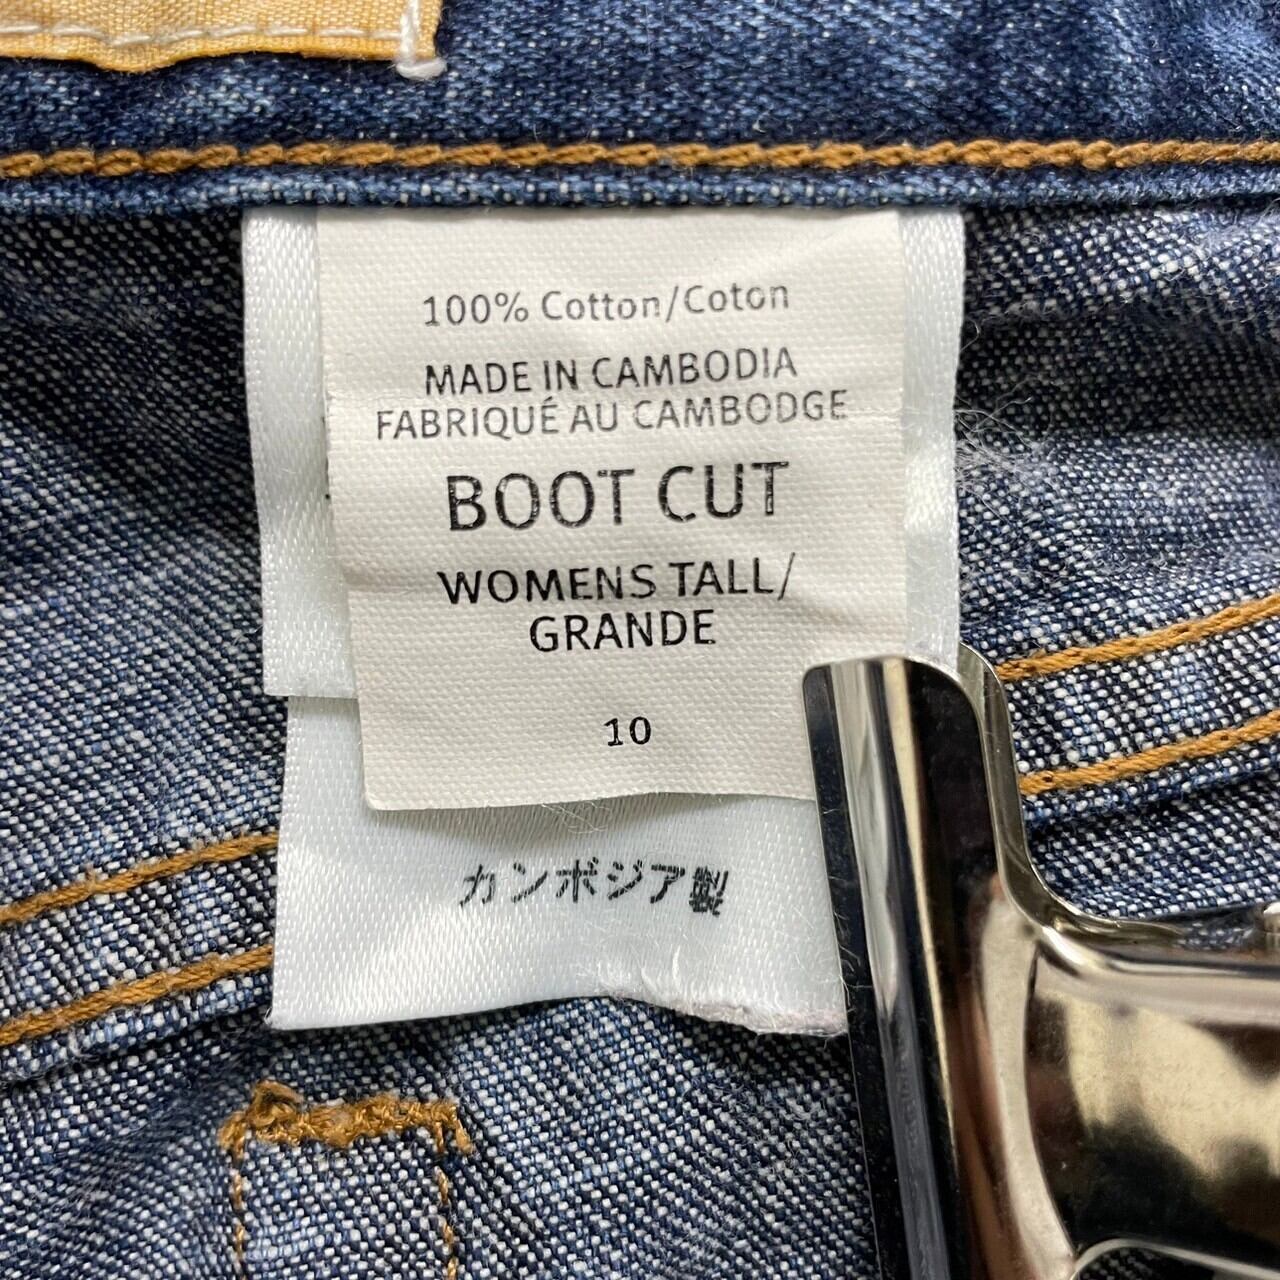 100% Cotton/Coton
MADE IN CAMBODIA
FABRIQUÉ AU CAMBODGE
BOOT CUT
WOMENS TALL/
GRANDE
10
カンボジア製